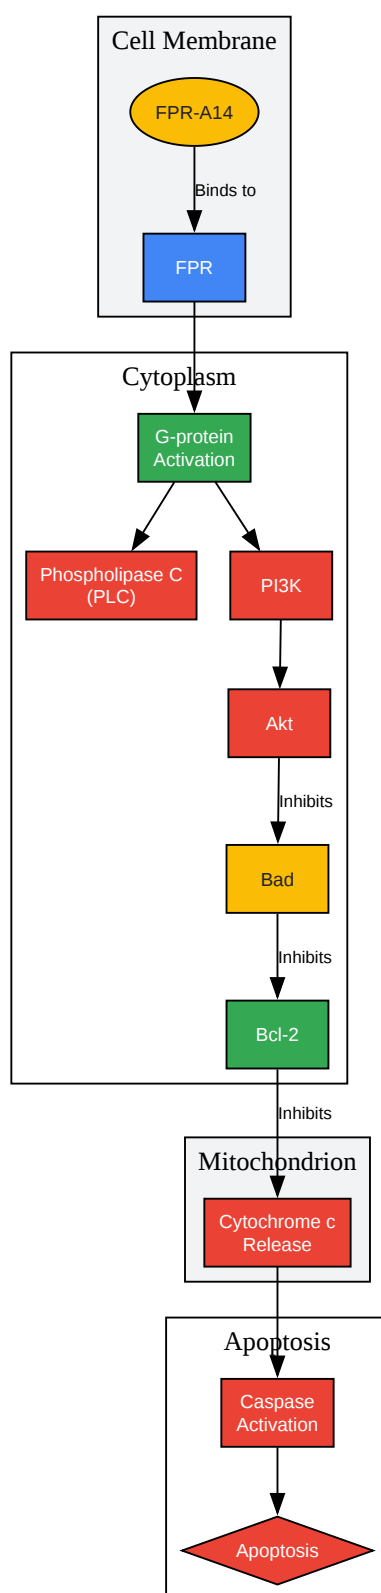 Cell Membrane
FPR-A14
Binds to
FPR
Cytoplasm
G-protein
Activation
Phospholipase C
(PLC)
PI3K
Akt
Inhibits
Bad
Inhibits
Bcl-2
Inhibits
Mitochondrion
Cytochrome c
Release
Apoptosis
Caspase
Activation
Apoptosis